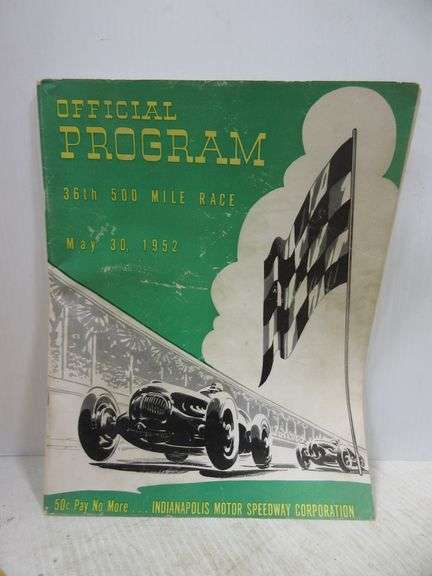 OFFICIAL
PROGRAM
36th 500 MILE RACE
May 30, 1952
50c Pay No More .... INDIANAPOLIS MOTOR SPEEDWAY CORPORATION